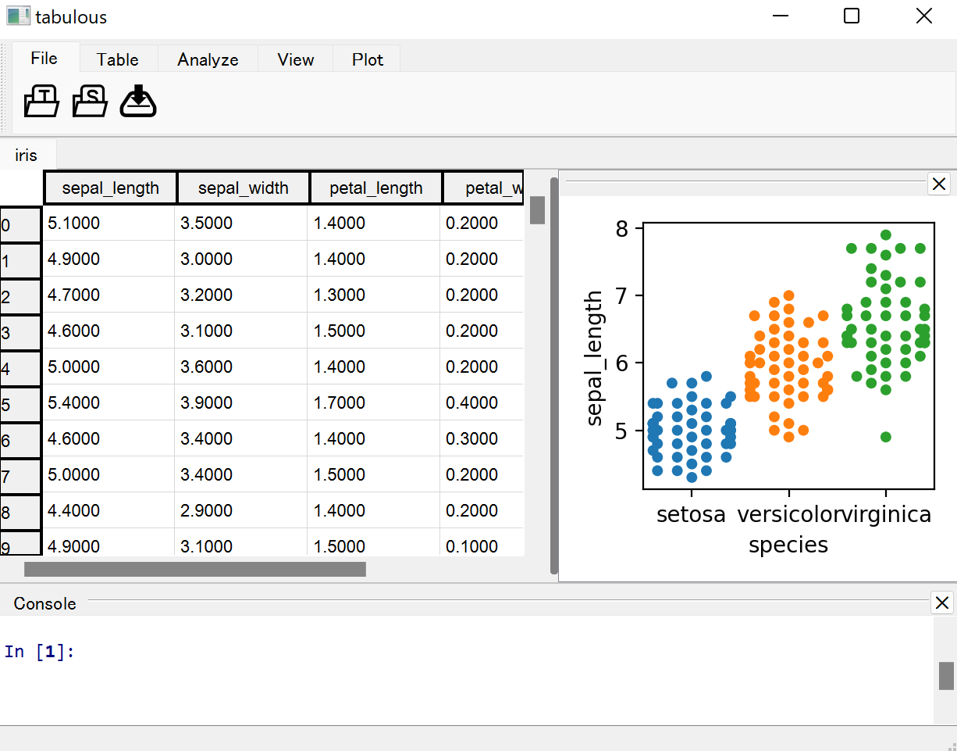 tabulous
File Table Analyze View Plot
T S
iris
sepal_length sepal_width petal_length petal_w
0 5.1000 3.5000 1.4000 0.2000
1 4.9000 3.0000 1.4000 0.2000
2 4.7000 3.2000 1.3000 0.2000
3 4.6000 3.1000 1.5000 0.2000
4 5.0000 3.6000 1.4000 0.2000
5 5.4000 3.9000 1.7000 0.4000
6 4.6000 3.4000 1.4000 0.3000
7 5.0000 3.4000 1.5000 0.2000
8 4.4000 2.9000 1.4000 0.2000
9 4.9000 3.1000 1.5000 0.1000
8
7
6
5
sepal_length
setosa versicolorvirginica
species
Console
In [1]: